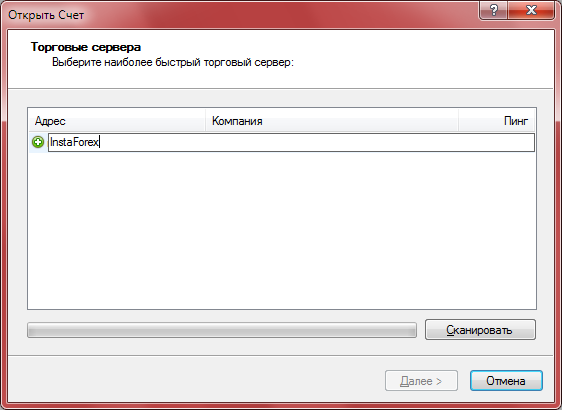 Открыть Счет
?
Торговые сервера
Выберите наиболее быстрый торговый сервер:
Адрес Компания Пинг
InstaForex
Сканировать
Далее > Отмена